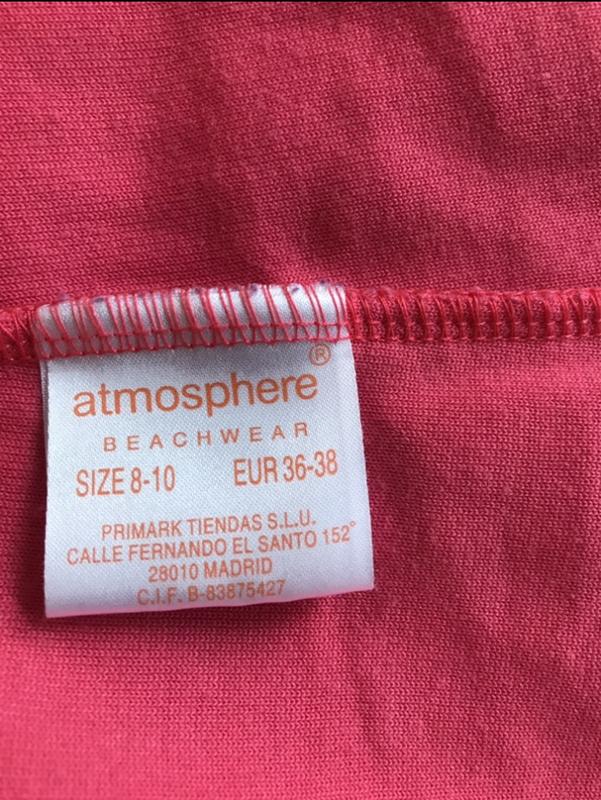 atmosphere®
BEACHWEAR
SIZE 8-10 EUR 36-38
PRIMARK TIENDAS S.L.U.
CALLE FERNANDO EL SANTO 152°
28010 MADRID
C.I.F. B-83875427